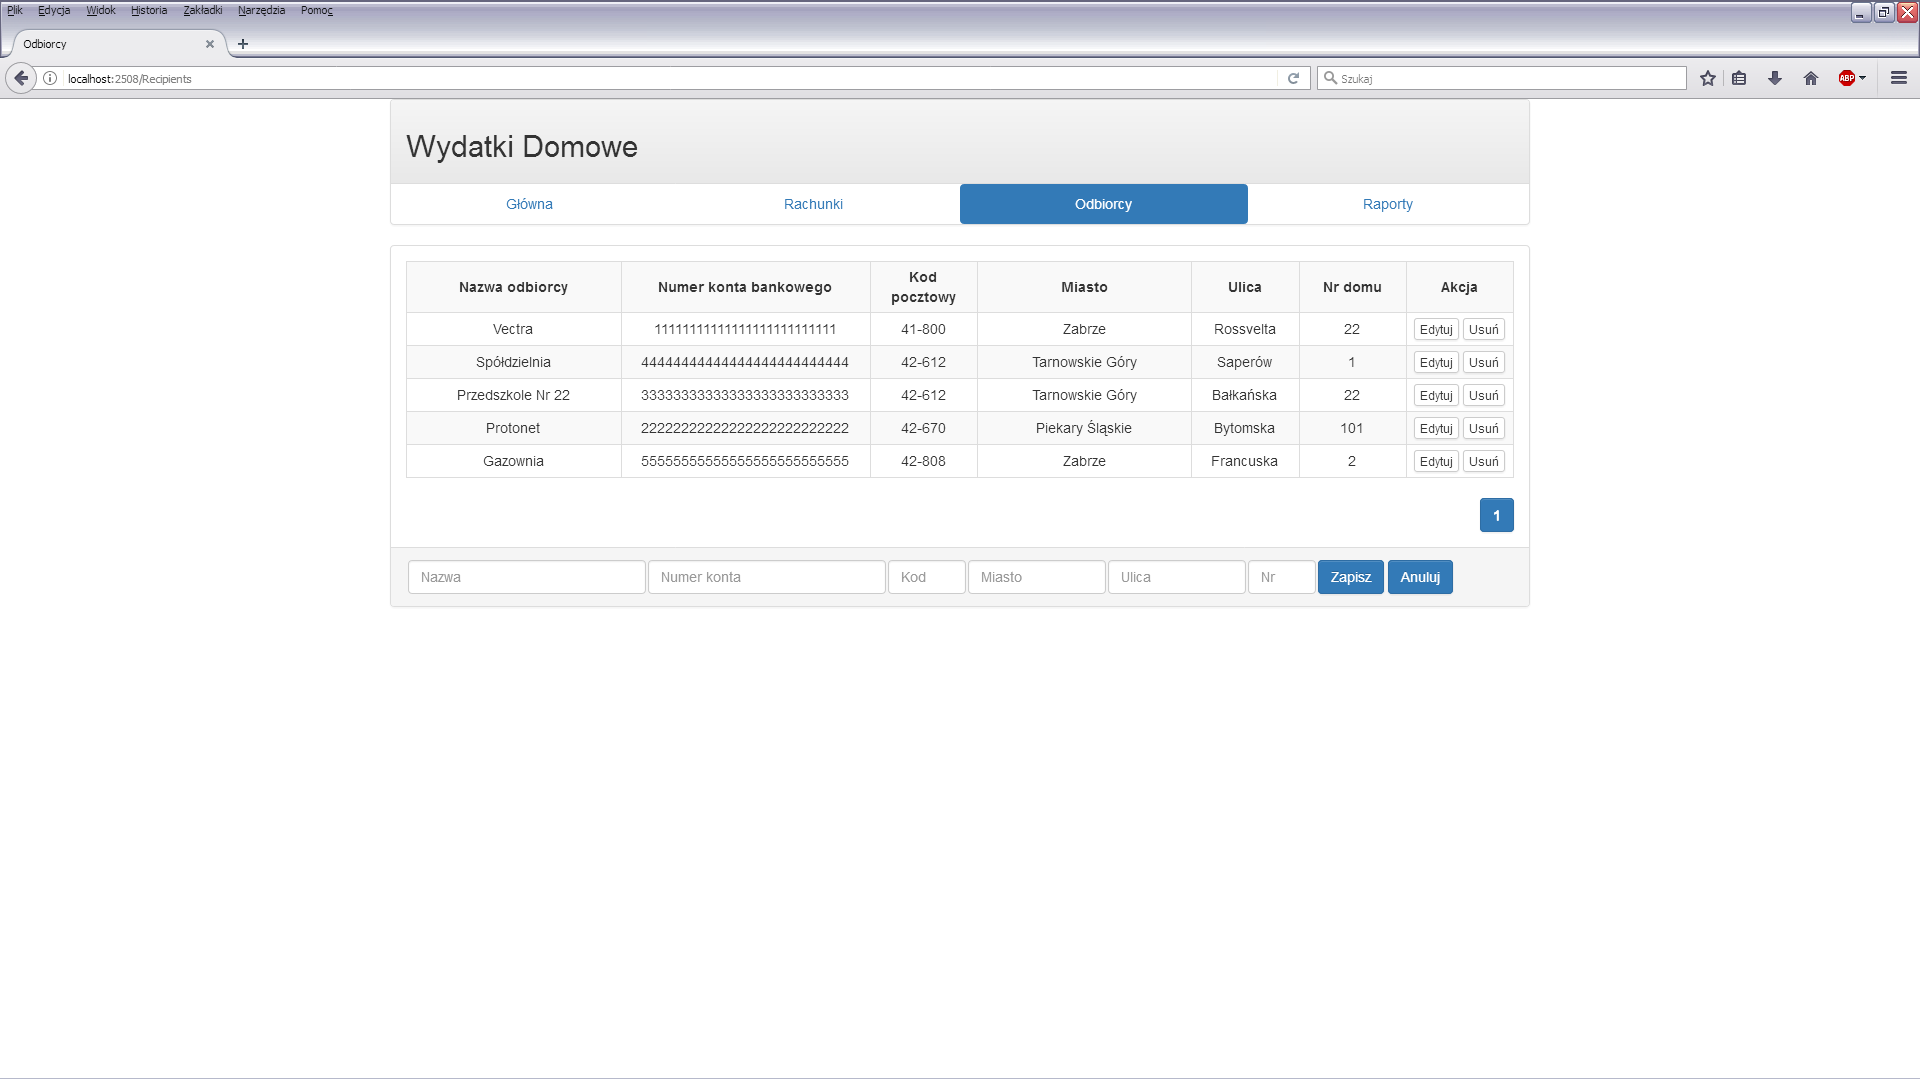 Plik Edycja Widok Historia Zakładki Narzędzia Pomoc
Odbiorcy
localhost:2508/Recipients
Szukaj
ABP
Wydatki Domowe
Główna Rachunki Odbiorcy Raporty
Nazwa odbiorcy Numer konta bankowego Kod pocztowy Miasto Ulica Nr domu Akcja
Vectra 11111111111111111111111111 41-800 Zabrze Rossvelta 22 Edytuj Usuń
Spółdzielnia 44444444444444444444444444 42-612 Tarnowskie Góry Saperów 1 Edytuj Usuń
Przedszkole Nr 22 33333333333333333333333333 42-612 Tarnowskie Góry Bałkańska 22 Edytuj Usuń
Protonet 22222222222222222222222222 42-670 Piekary Śląskie Bytomska 101 Edytuj Usuń
Gazownia 55555555555555555555555555 42-808 Zabrze Francuska 2 Edytuj Usuń
1
Nazwa Numer konta Kod Miasto Ulica Nr Zapisz Anuluj